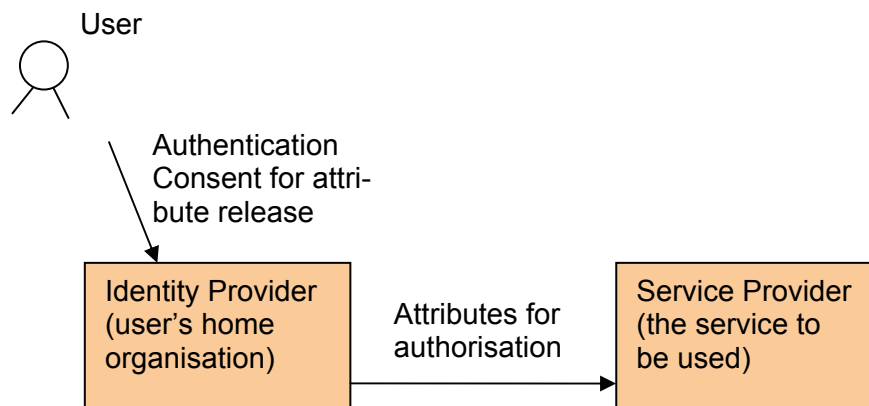 User
Authentication
Consent for attri-
bute release
Identity Provider
(user's home
organisation)
Attributes for
authorisation
Service Provider
(the service to
be used)